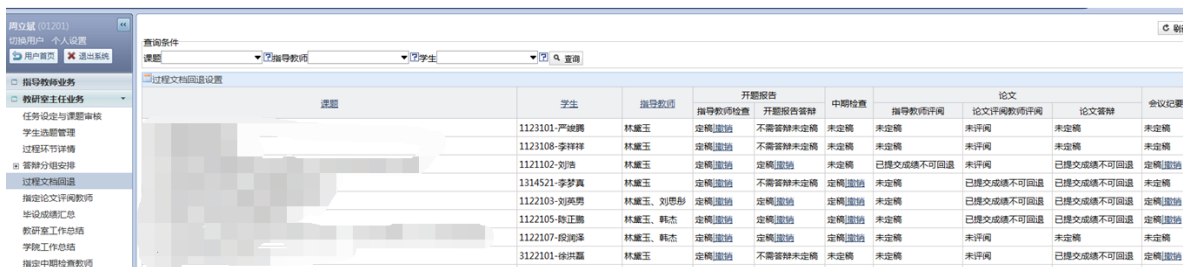 周立斌 (01201)
切换用户 个人设置
用户首页 退出系统
指导教师业务
教研室主任业务
任务设定与课题审核
学生选题管理
过程环节详情
答辩分组安排
过程文档回退
指定论文评阅教师
毕设成绩汇总
教研室工作总结
学院工作总结
指定中期检查教师
查询条件
课题 指导教师 学生 查询
过程文档回退设置
课题 学生 指导教师 开题报告 中期检查 论文 会议纪要
指导教师检查 开题报告答辩 指导教师评阅 论文评阅教师评阅 论文答辩
1123101-严竣腾 林黛玉 定稿|撤销 不需答辩未定稿 未定稿 未定稿 未评阅 未定稿 未定稿
1123108-李祥祥 林黛玉 定稿|撤销 不需答辩未定稿 未定稿 未定稿 未评阅 未定稿 未定稿
1121102-刘浩 林黛玉 定稿|撤销 定稿|撤销 未定稿 已提交成绩不可回退 未评阅 已提交成绩不可回退 定稿|撤销
1314521-李梦真 林黛玉 定稿|撤销 不需答辩未定稿 定稿|撤销 未定稿 已提交成绩不可回退 已提交成绩不可回退 未定稿
1122103-刘英男 林黛玉、刘思彤 定稿|撤销 定稿|撤销 定稿|撤销 未定稿 已提交成绩不可回退 已提交成绩不可回退 定稿|撤销
1122105-陈正鹏 林黛玉、韩杰 定稿|撤销 定稿|撤销 定稿|撤销 未定稿 已提交成绩不可回退 已提交成绩不可回退 定稿|撤销
1122107-段润泽 林黛玉、韩杰 定稿|撤销 定稿|撤销 定稿|撤销 未定稿 未评阅 未定稿 未定稿
3122101-徐洪磊 林黛玉 定稿|撤销 不需答辩未定稿 未定稿 未定稿 未评阅 已提交成绩不可回退 定稿|撤销